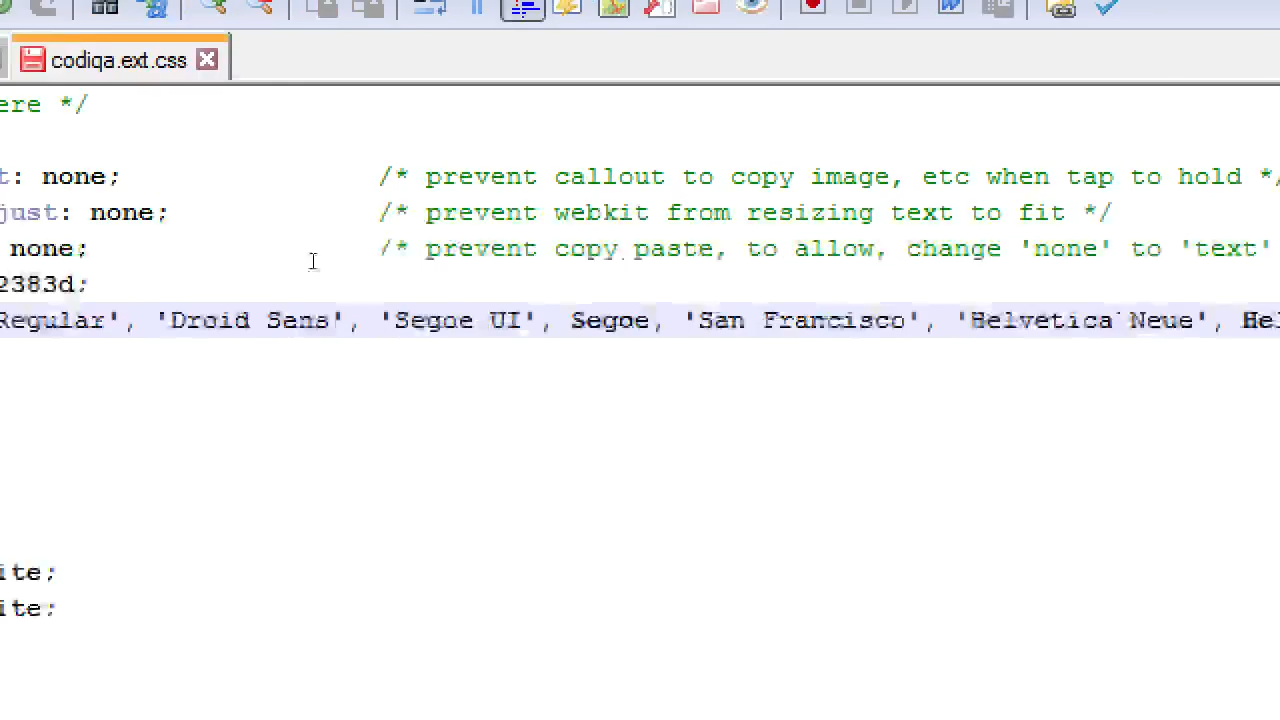 codiqa.ext.css
ere */
t: none; /* prevent callout to copy image, etc when tap to hold */
just: none; /* prevent webkit from resizing text to fit */
none; /* prevent copy paste, to allow, change 'none' to 'text'
2383d;
Regular', 'Droid Sans', 'Segoe UI', Segoe, 'San Francisco', 'Helvetica Neue', Hel
ite;
ite;